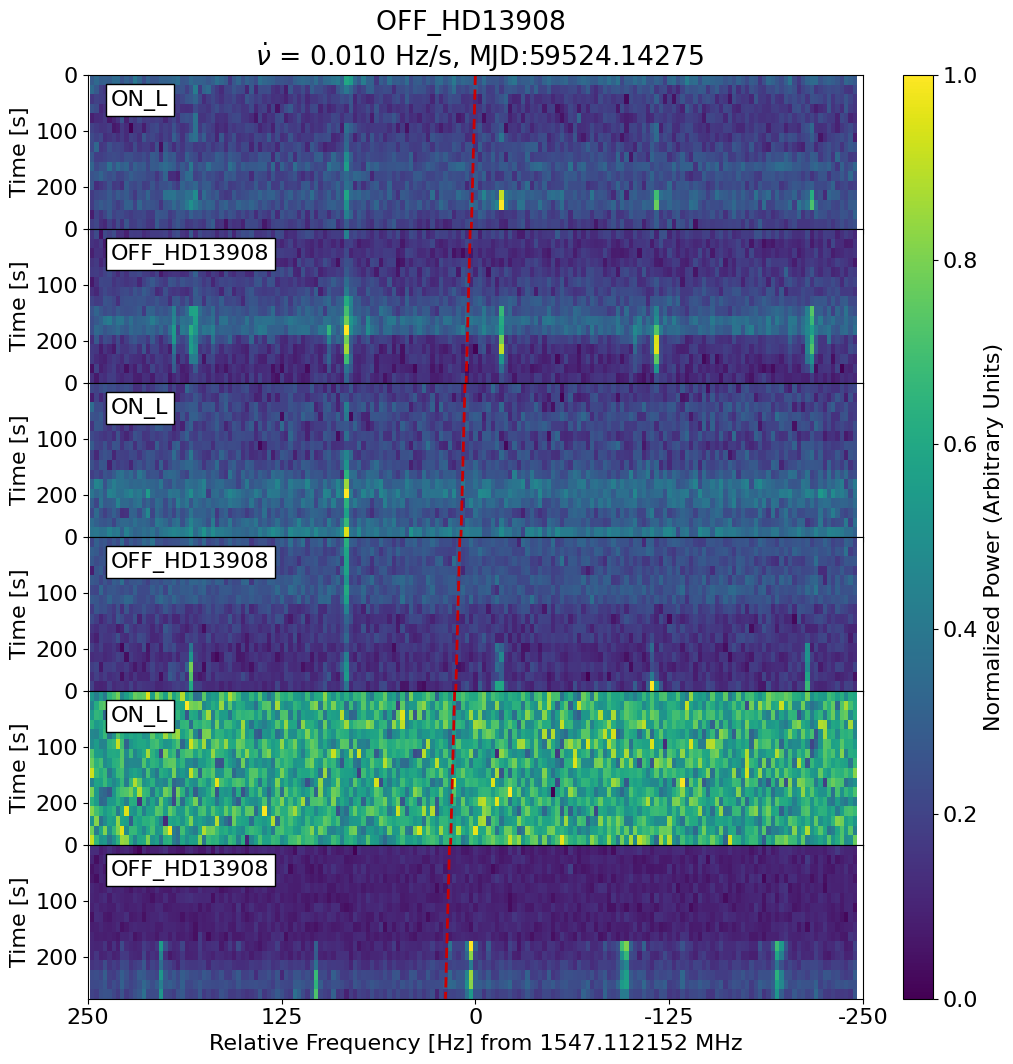 OFF_HD13908
ν̇ = 0.010 Hz/s, MJD:59524.14275
ON_L
OFF_HD13908
ON_L
OFF_HD13908
ON_L
OFF_HD13908
Time [s]
Time [s]
Time [s]
Time [s]
Time [s]
Time [s]
0
100
200
0
100
200
0
100
200
0
100
200
0
100
200
0
100
200
250 125 0 -125 -250
Relative Frequency [Hz] from 1547.112152 MHz
1.0
0.8
0.6
0.4
0.2
0.0
Normalized Power (Arbitrary Units)